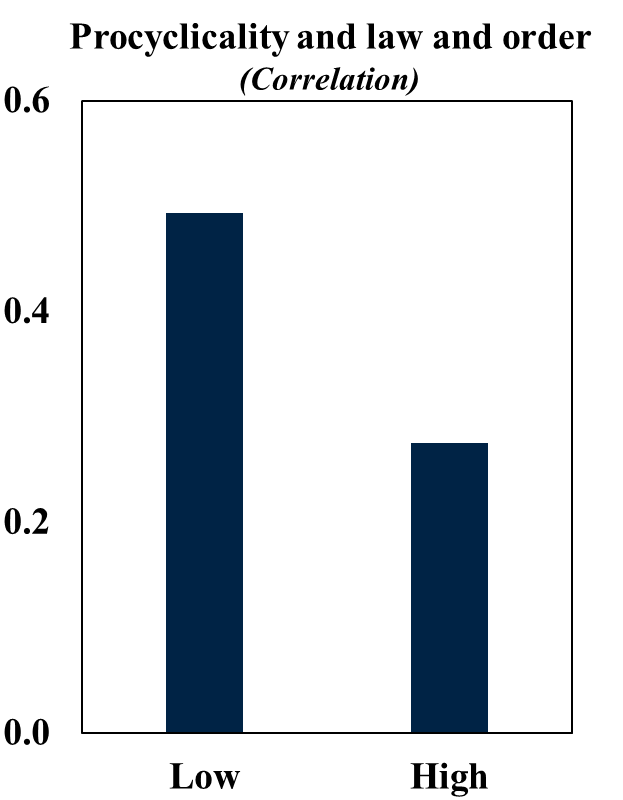 Procyclicality and law and order
(Correlation)
0.6
0.4
0.2
0.0
Low High